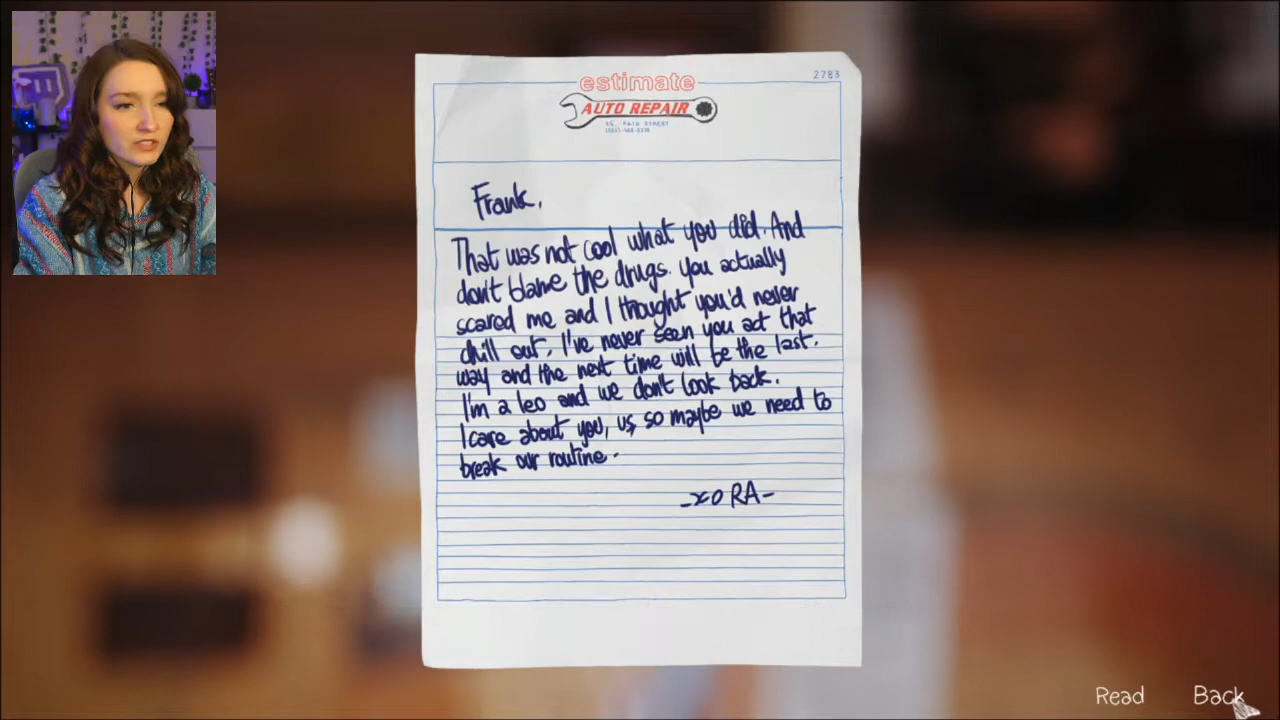 2783
estimate
AUTO REPAIR
Frank,
That was not cool what you did. And
don't blame the drugs. You actually
scared me and I thought you'd never
chill out. I've never seen you act that
way and the next time will be the last.
I'm a leo and we don't look back.
I care about you, us, so maybe we need to
break our routine.
-xo RA-
Read
Back